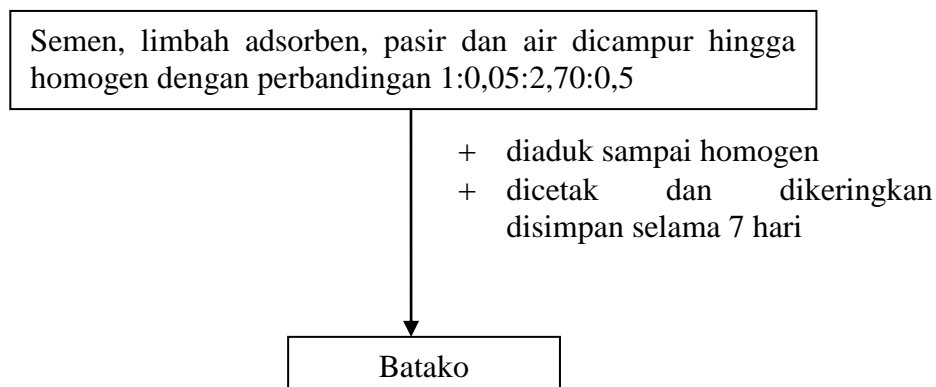 Semen, limbah adsorben, pasir dan air dicampur hingga
homogen dengan perbandingan 1:0,05:2,70:0,5
+ diaduk sampai homogen
+ dicetak dan dikeringkan
disimpan selama 7 hari
Batako